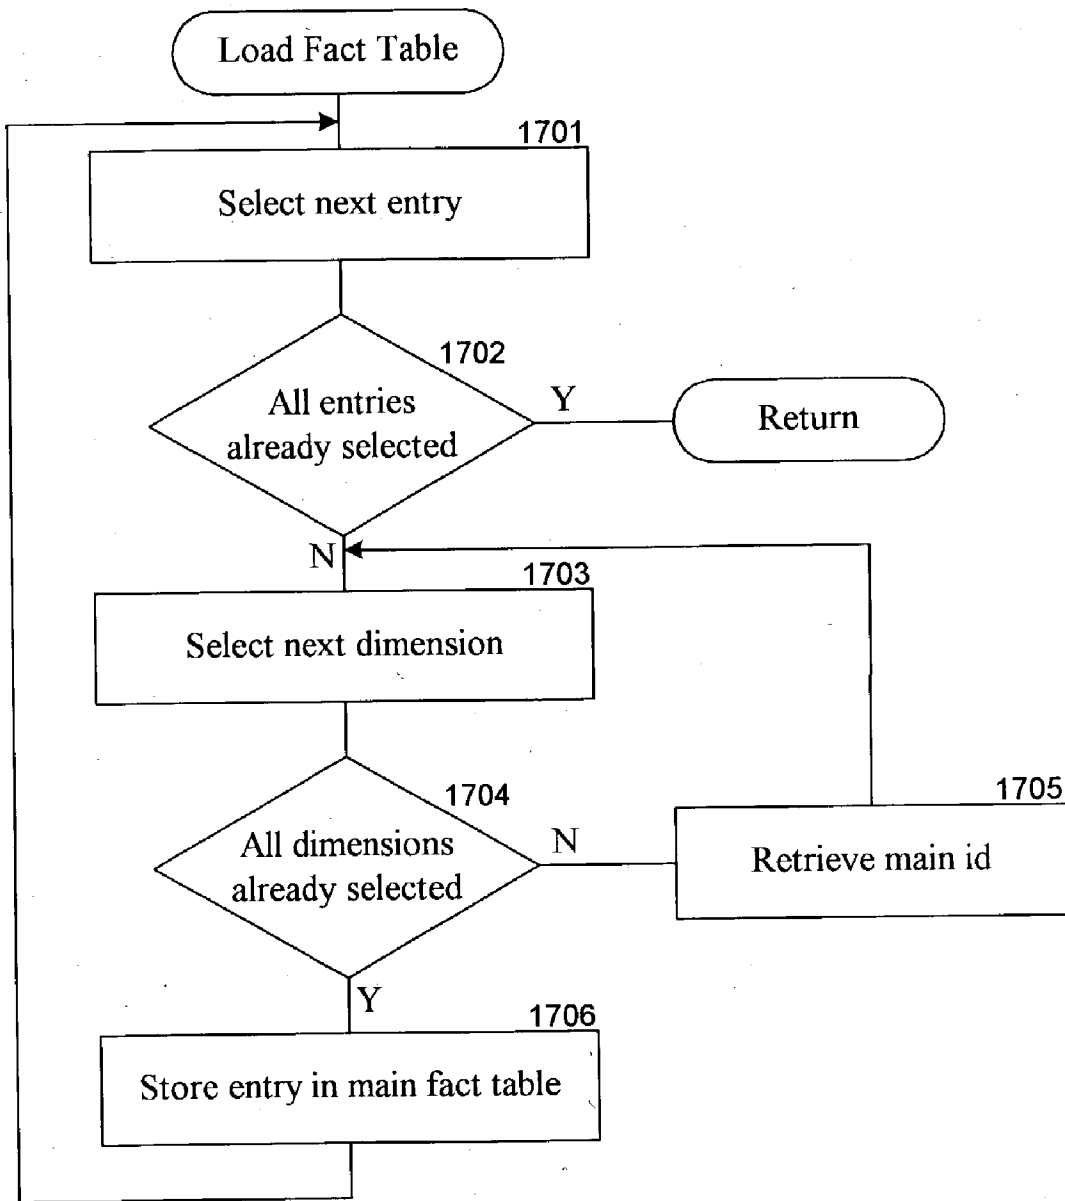 Load Fact Table
1701
Select next entry
1702
All entries
already selected
Y
Return
N
1703
Select next dimension
1704
All dimensions
already selected
N
1705
Retrieve main id
Y
1706
Store entry in main fact table